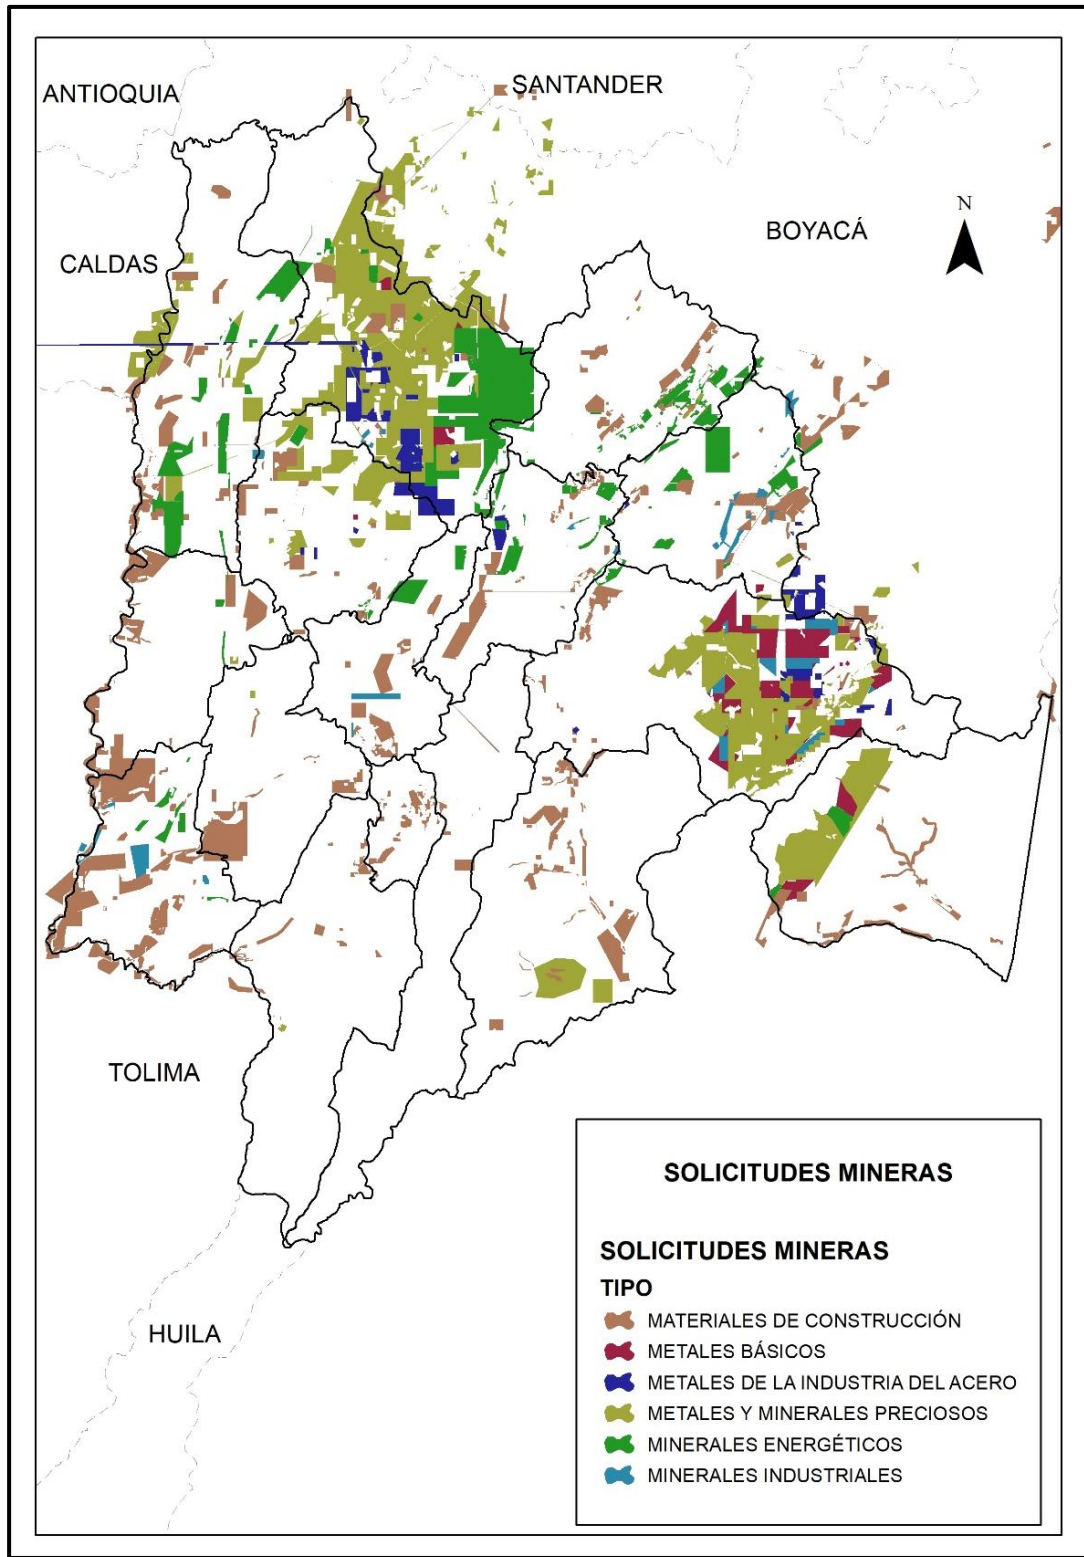 ANTIOQUIA
SANTANDER
N
BOYACÁ
CALDAS
TOLIMA
HUILA
SOLICITUDES MINERAS
SOLICITUDES MINERAS
TIPO
MATERIALES DE CONSTRUCCIÓN
METALES BÁSICOS
METALES DE LA INDUSTRIA DEL ACERO
METALES Y MINERALES PRECIOSOS
MINERALES ENERGÉTICOS
MINERALES INDUSTRIALES